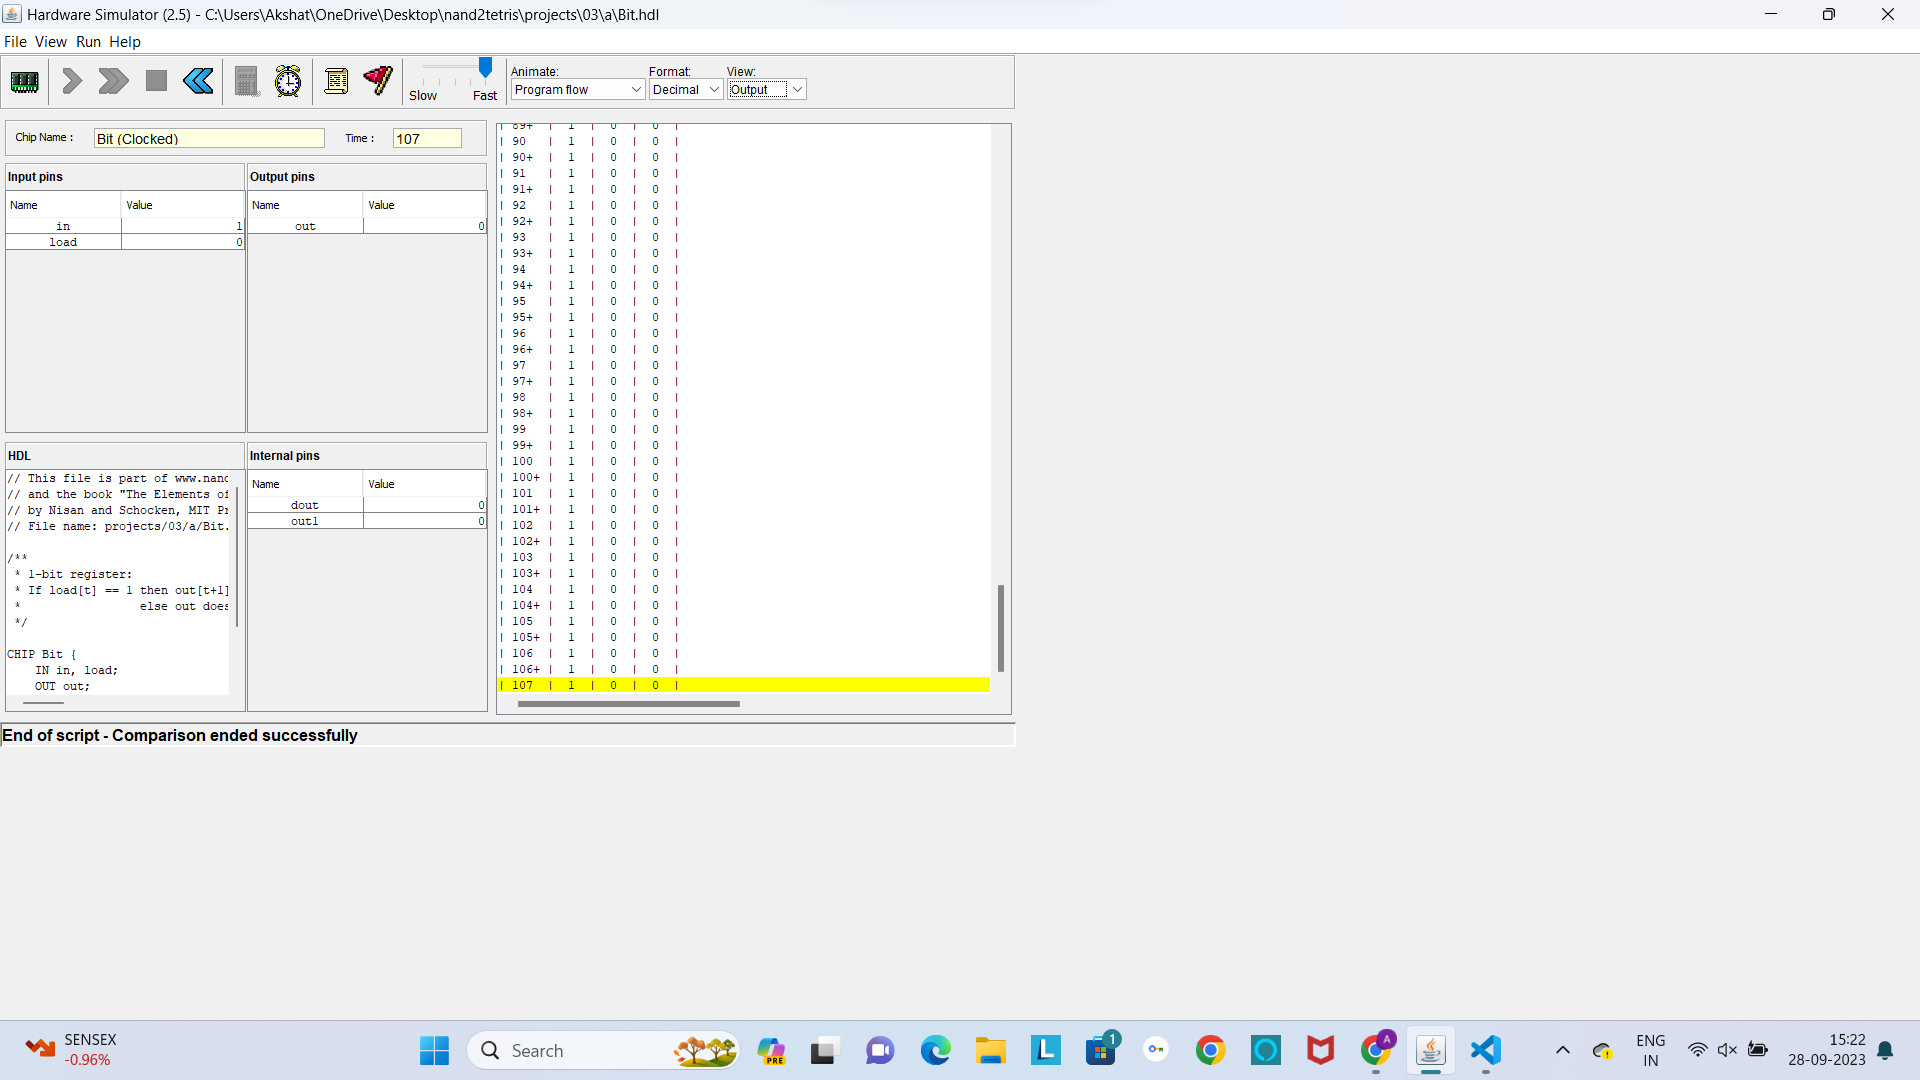 Hardware Simulator (2.5) - C:\Users\Akshat\OneDrive\Desktop\nand2tetris\projects\03\a\Bit.hdl
File View Run Help
Slow Fast
Animate: Format: View:
Program flow Decimal Output
Chip Name : Bit (Clocked) Time : 107
Input pins
Name Value
in 1
load 0
Output pins
Name Value
out 0
HDL
// This file is part of www.nand
// and the book "The Elements of
// by Nisan and Schocken, MIT Pr
// File name: projects/03/a/Bit.
/**
* 1-bit register:
* If load[t] == 1 then out[t+1]
* else out does
*/
CHIP Bit {
IN in, load;
OUT out;
Internal pins
Name Value
dout 0
out1 0
| 89+ | 1 | 0 | 0 |
| 90 | 1 | 0 | 0 |
| 90+ | 1 | 0 | 0 |
| 91 | 1 | 0 | 0 |
| 91+ | 1 | 0 | 0 |
| 92 | 1 | 0 | 0 |
| 92+ | 1 | 0 | 0 |
| 93 | 1 | 0 | 0 |
| 93+ | 1 | 0 | 0 |
| 94 | 1 | 0 | 0 |
| 94+ | 1 | 0 | 0 |
| 95 | 1 | 0 | 0 |
| 95+ | 1 | 0 | 0 |
| 96 | 1 | 0 | 0 |
| 96+ | 1 | 0 | 0 |
| 97 | 1 | 0 | 0 |
| 97+ | 1 | 0 | 0 |
| 98 | 1 | 0 | 0 |
| 98+ | 1 | 0 | 0 |
| 99 | 1 | 0 | 0 |
| 99+ | 1 | 0 | 0 |
| 100 | 1 | 0 | 0 |
| 100+ | 1 | 0 | 0 |
| 101 | 1 | 0 | 0 |
| 101+ | 1 | 0 | 0 |
| 102 | 1 | 0 | 0 |
| 102+ | 1 | 0 | 0 |
| 103 | 1 | 0 | 0 |
| 103+ | 1 | 0 | 0 |
| 104 | 1 | 0 | 0 |
| 104+ | 1 | 0 | 0 |
| 105 | 1 | 0 | 0 |
| 105+ | 1 | 0 | 0 |
| 106 | 1 | 0 | 0 |
| 106+ | 1 | 0 | 0 |
| 107 | 1 | 0 | 0 |
End of script - Comparison ended successfully
SENSEX
-0.96%
Search
PRE
L
1
A
ENG
IN
15:22
28-09-2023